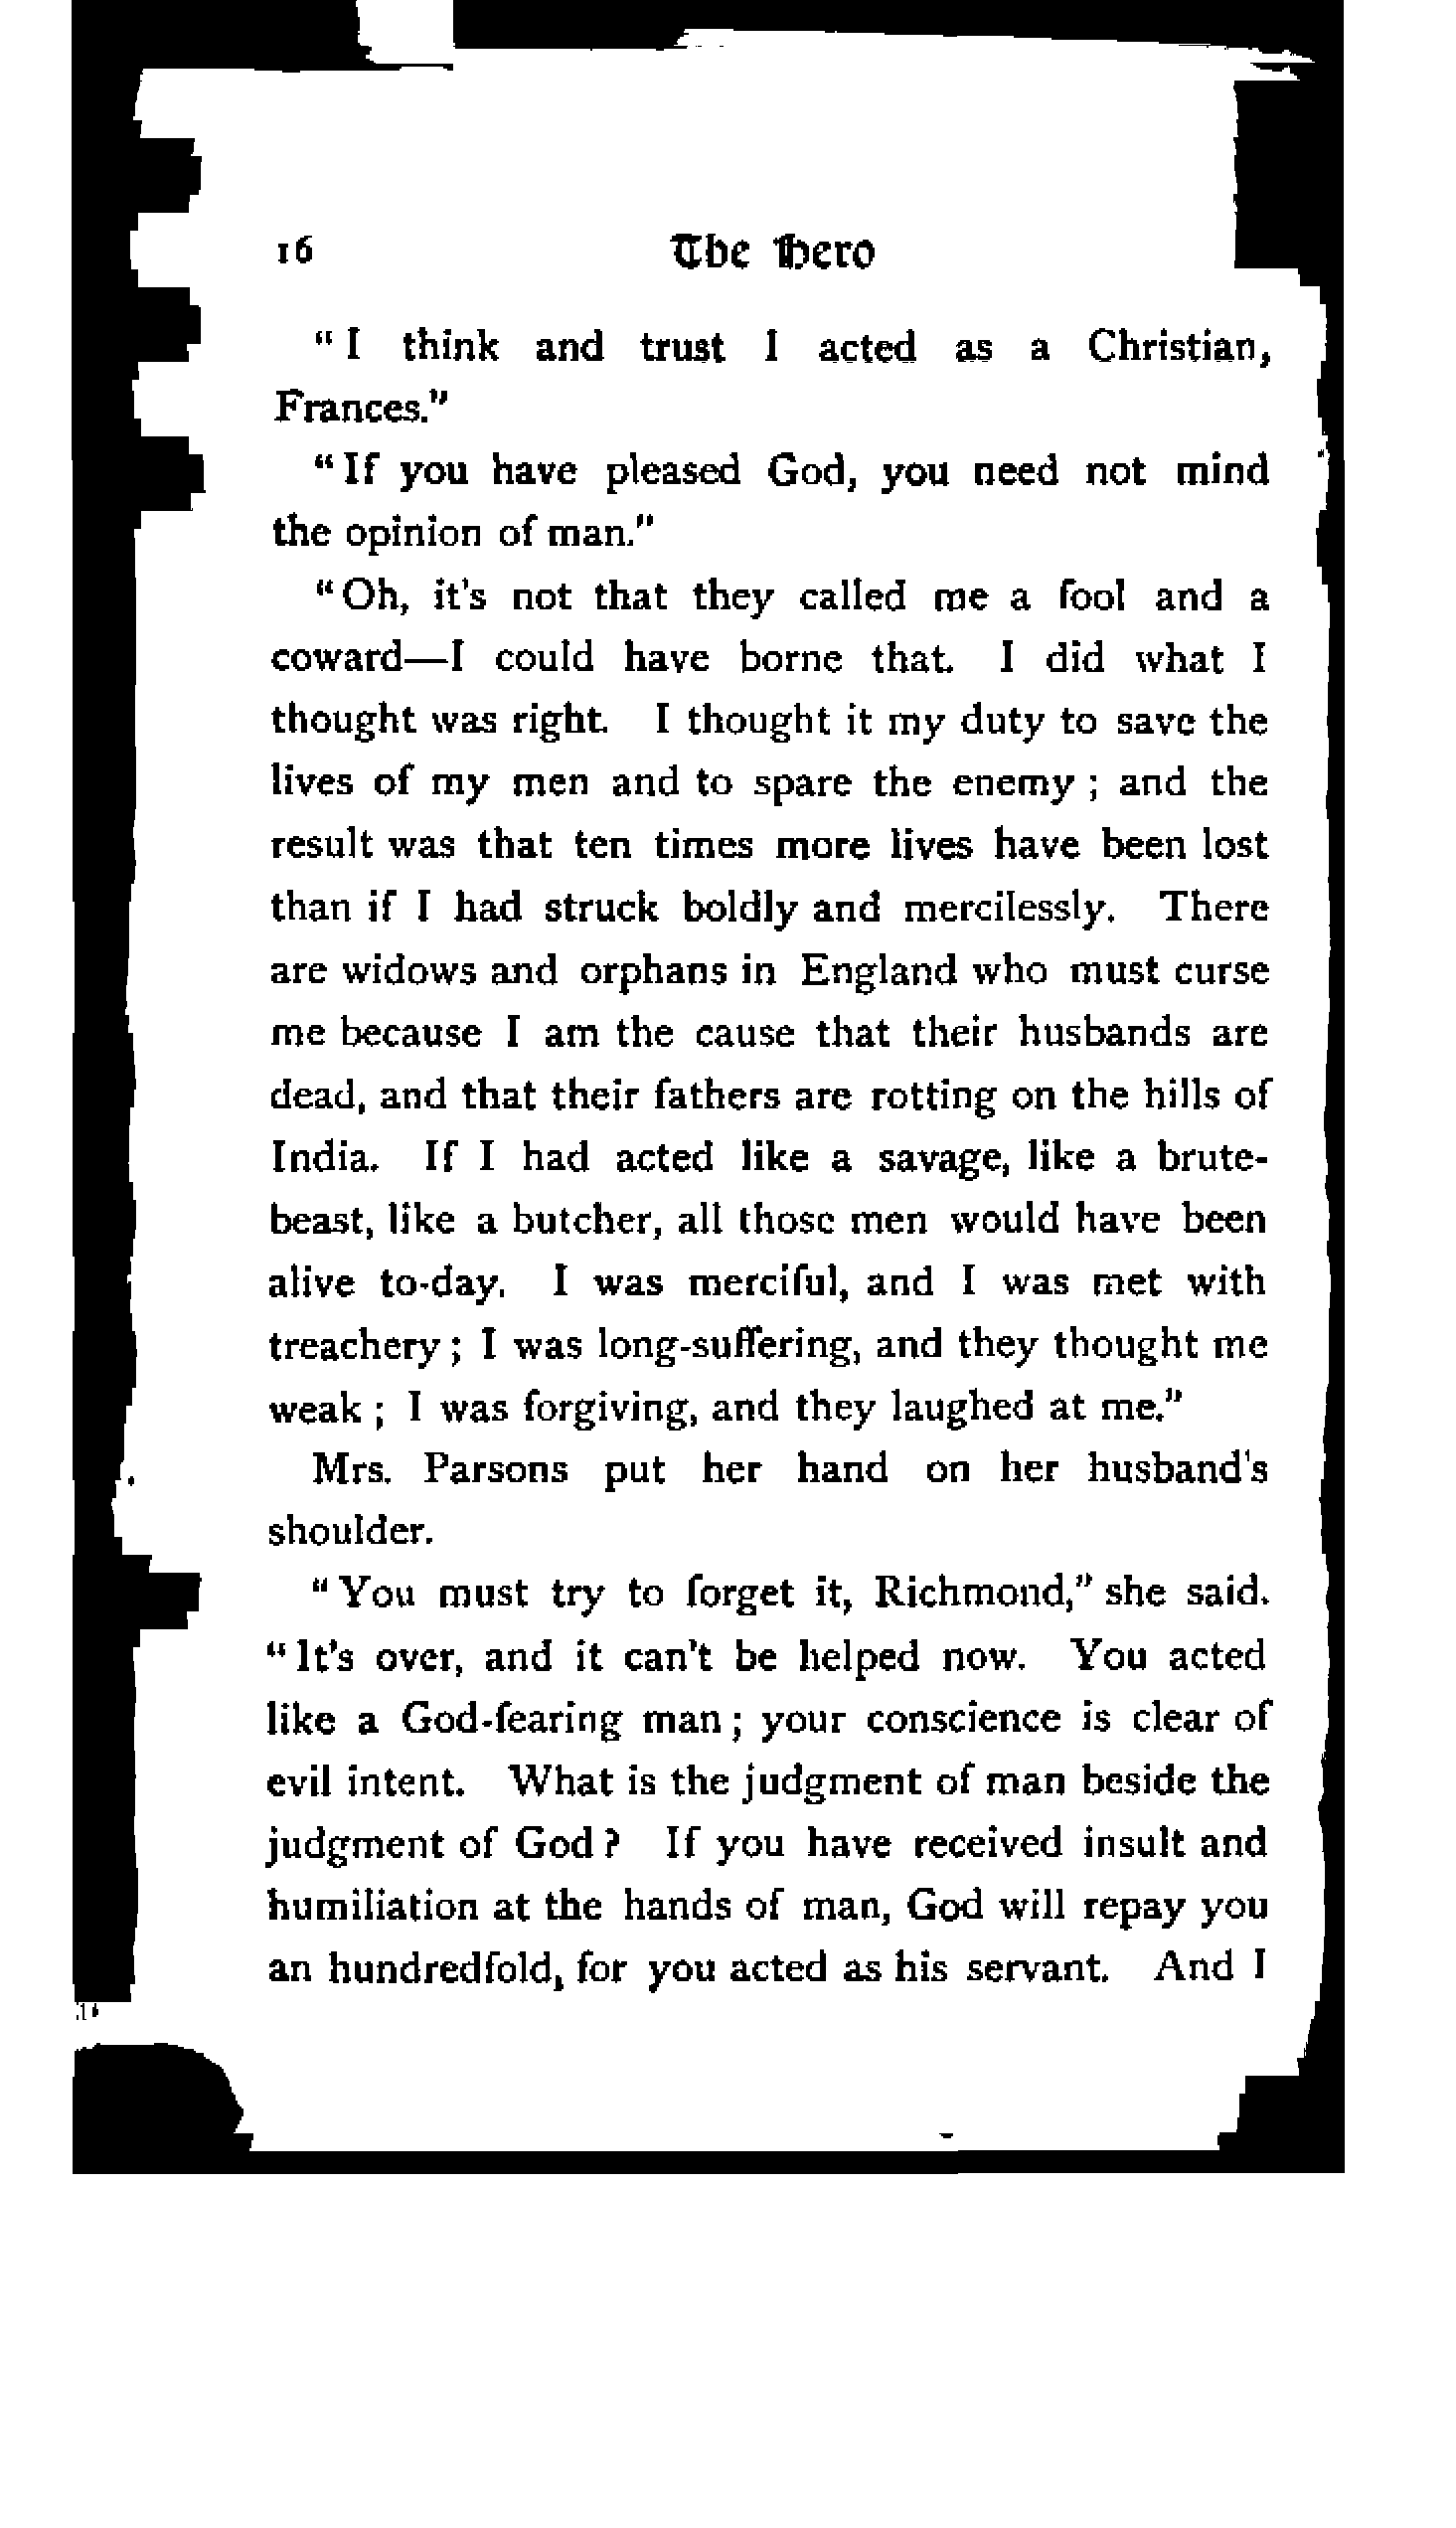 16 The Hero
"I think and trust I acted as a Christian,
Frances."
"If you have pleased God, you need not mind
the opinion of man."
"Oh, it's not that they called me a fool and a
coward—I could have borne that. I did what I
thought was right. I thought it my duty to save the
lives of my men and to spare the enemy; and the
result was that ten times more lives have been lost
than if I had struck boldly and mercilessly. There
are widows and orphans in England who must curse
me because I am the cause that their husbands are
dead, and that their fathers are rotting on the hills of
India. If I had acted like a savage, like a brute-
beast, like a butcher, all those men would have been
alive to-day. I was merciful, and I was met with
treachery; I was long-suffering, and they thought me
weak; I was forgiving, and they laughed at me."
Mrs. Parsons put her hand on her husband's
shoulder.
"You must try to forget it, Richmond," she said.
"It's over, and it can't be helped now. You acted
like a God-fearing man; your conscience is clear of
evil intent. What is the judgment of man beside the
judgment of God? If you have received insult and
humiliation at the hands of man, God will repay you
an hundredfold, for you acted as his servant. And I